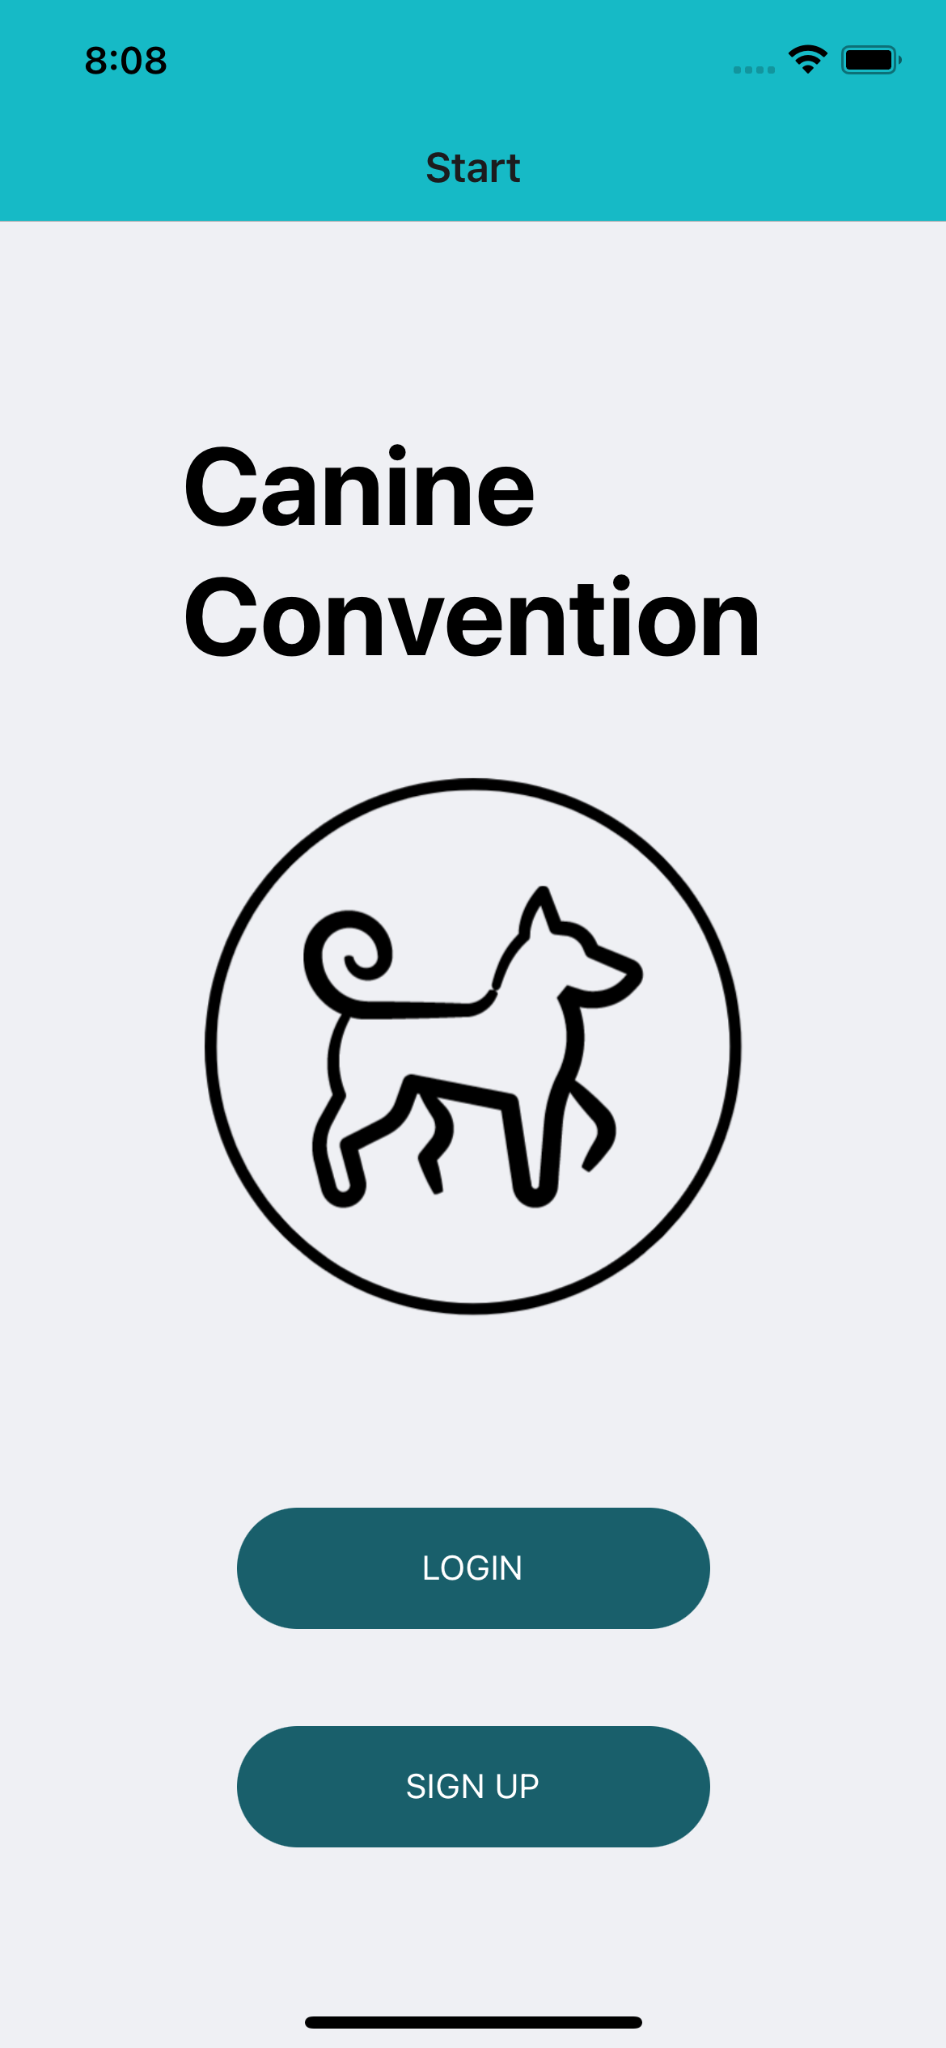 8:08
Start
Canine
Convention
LOGIN
SIGN UP